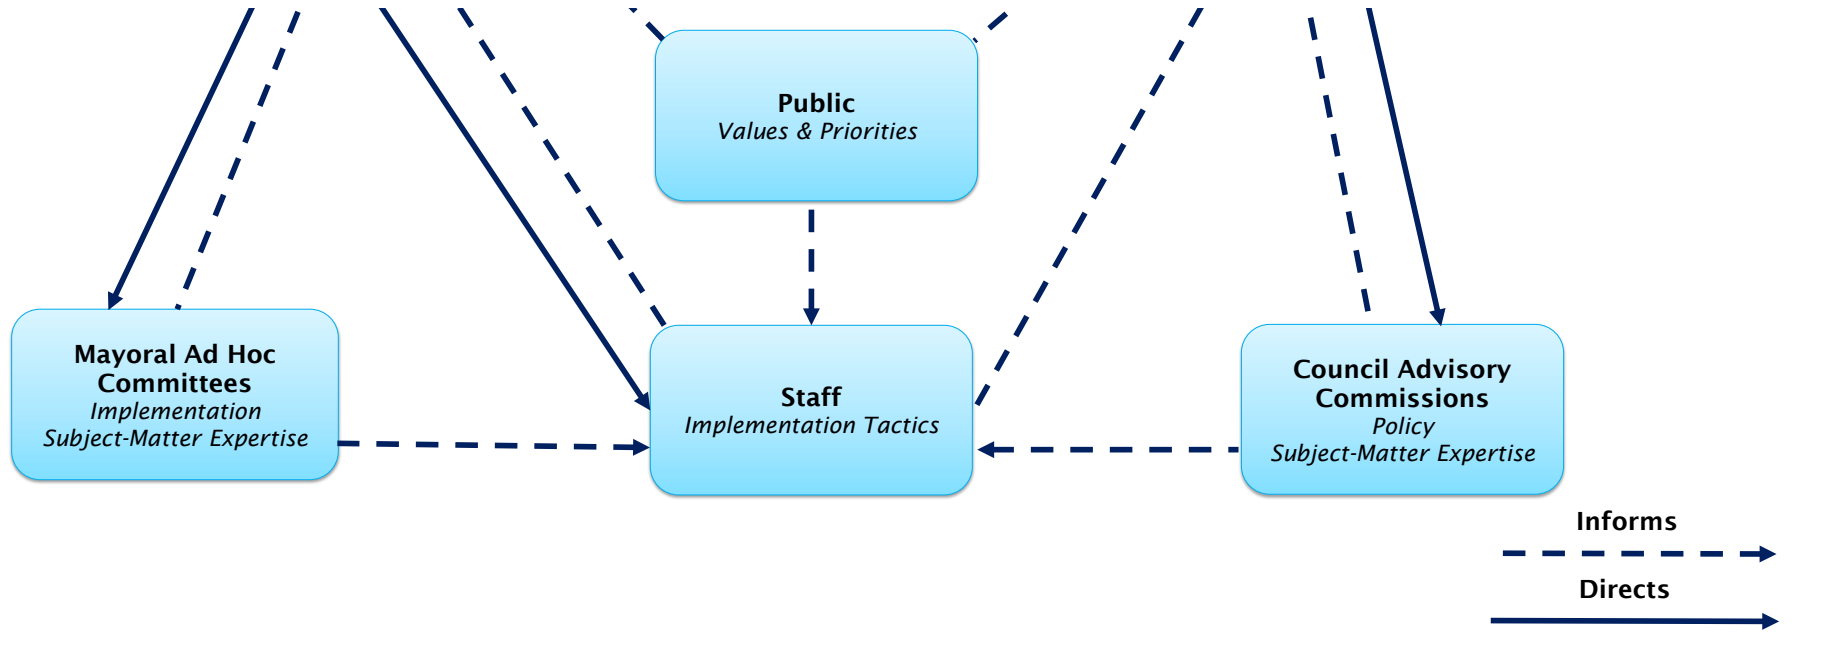 Public
Values & Priorities
Mayoral Ad Hoc
Committees
Implementation
Subject-Matter Expertise
Staff
Implementation Tactics
Council Advisory
Commissions
Policy
Subject-Matter Expertise
Informs
Directs